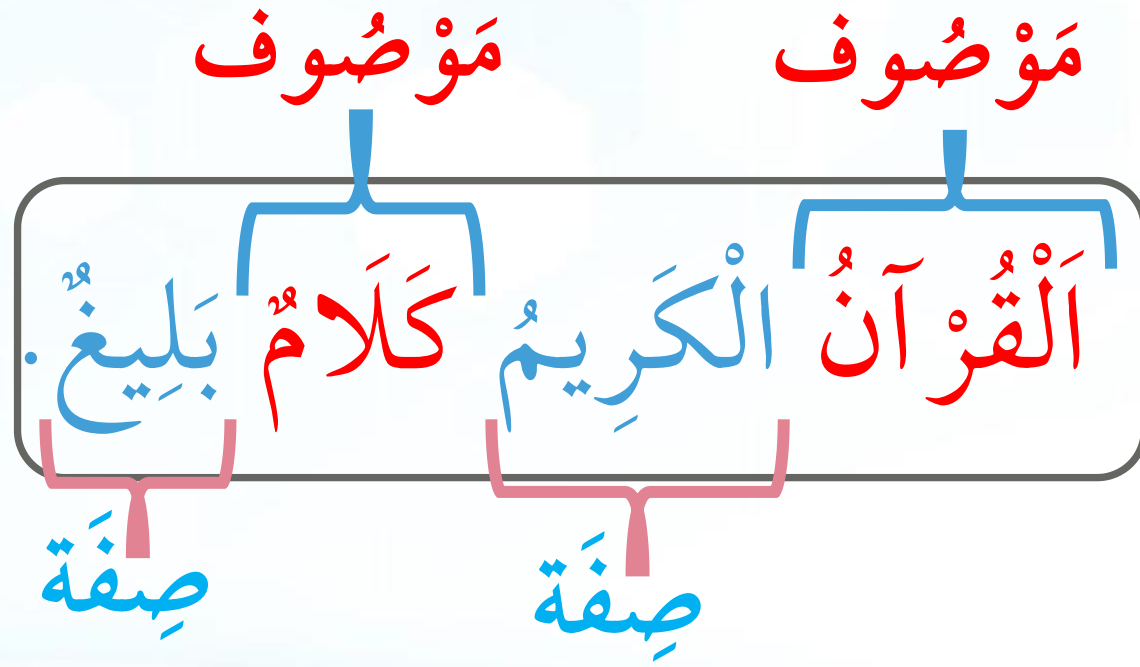 مَوْصُوف مَوْصُوف
اَلْقُرْآنُ الْكَرِيمُ كَلَامٌ بَلِيغٌ.
صِفَة صِفَة